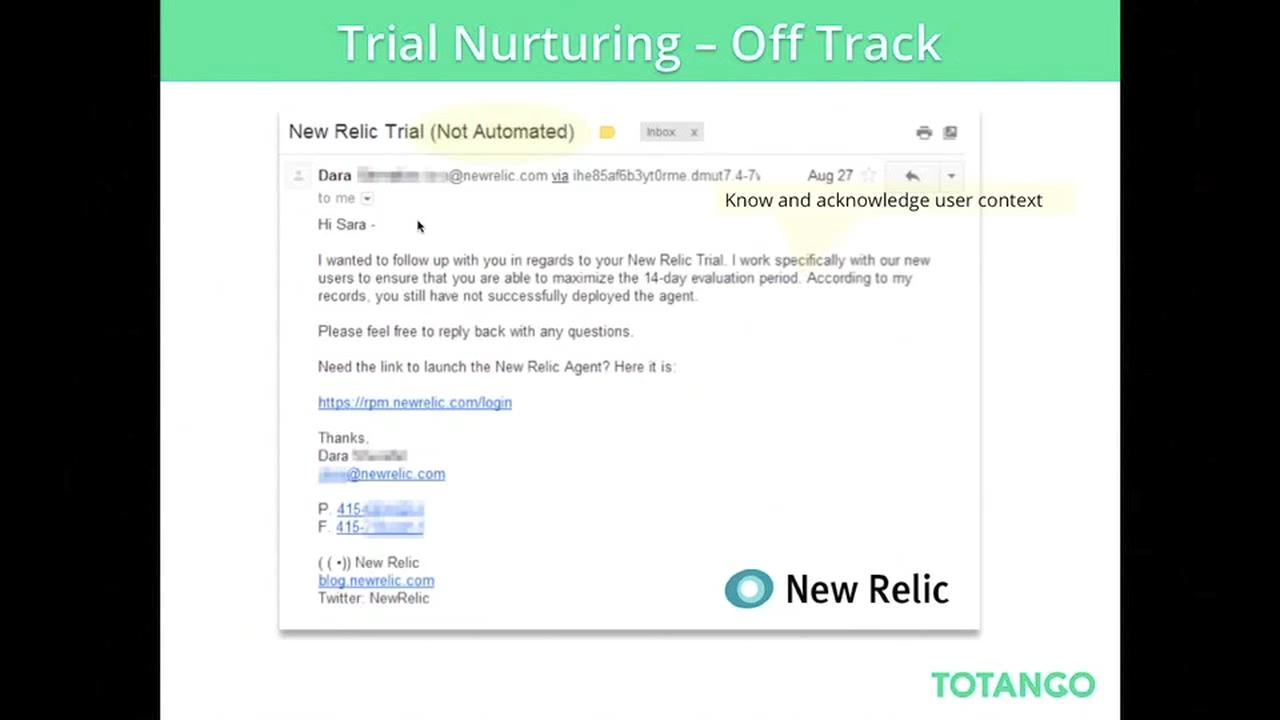 Trial Nurturing – Off Track
New Relic Trial (Not Automated)
Inbox x
Dara @newrelic.com via ihe85af6b3yt0rme.dmut7.4-7
Aug 27
to me
Know and acknowledge user context
Hi Sara -
I wanted to follow up with you in regards to your New Relic Trial. I work specifically with our new
users to ensure that you are able to maximize the 14-day evaluation period. According to my
records, you still have not successfully deployed the agent.
Please feel free to reply back with any questions.
Need the link to launch the New Relic Agent? Here it is:
https://rpm.newrelic.com/login
Thanks,
Dara
@newrelic.com
P. 415-
F. 415-
( ( •)) New Relic
blog.newrelic.com
Twitter: NewRelic
New Relic
TOTANGO